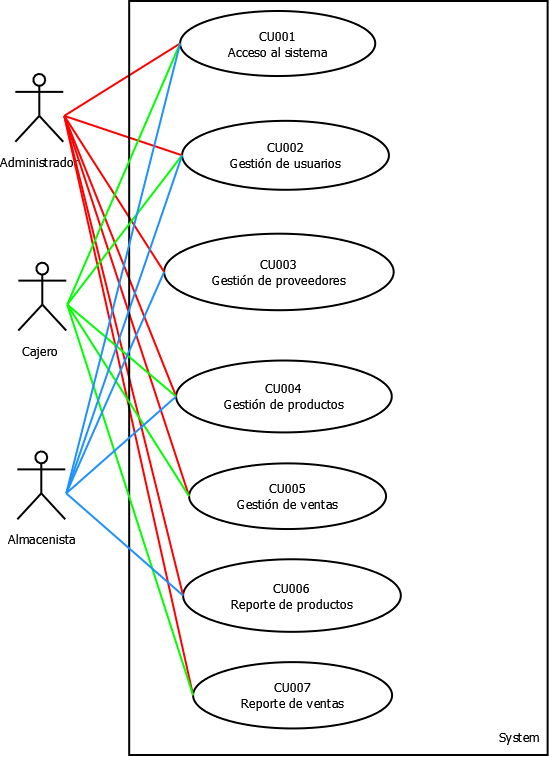 CU001
Acceso al sistema
Administrador
CU002
Gestión de usuarios
CU003
Gestión de proveedores
Cajero
CU004
Gestión de productos
CU005
Gestión de ventas
Almacenista
CU006
Reporte de productos
CU007
Reporte de ventas
System